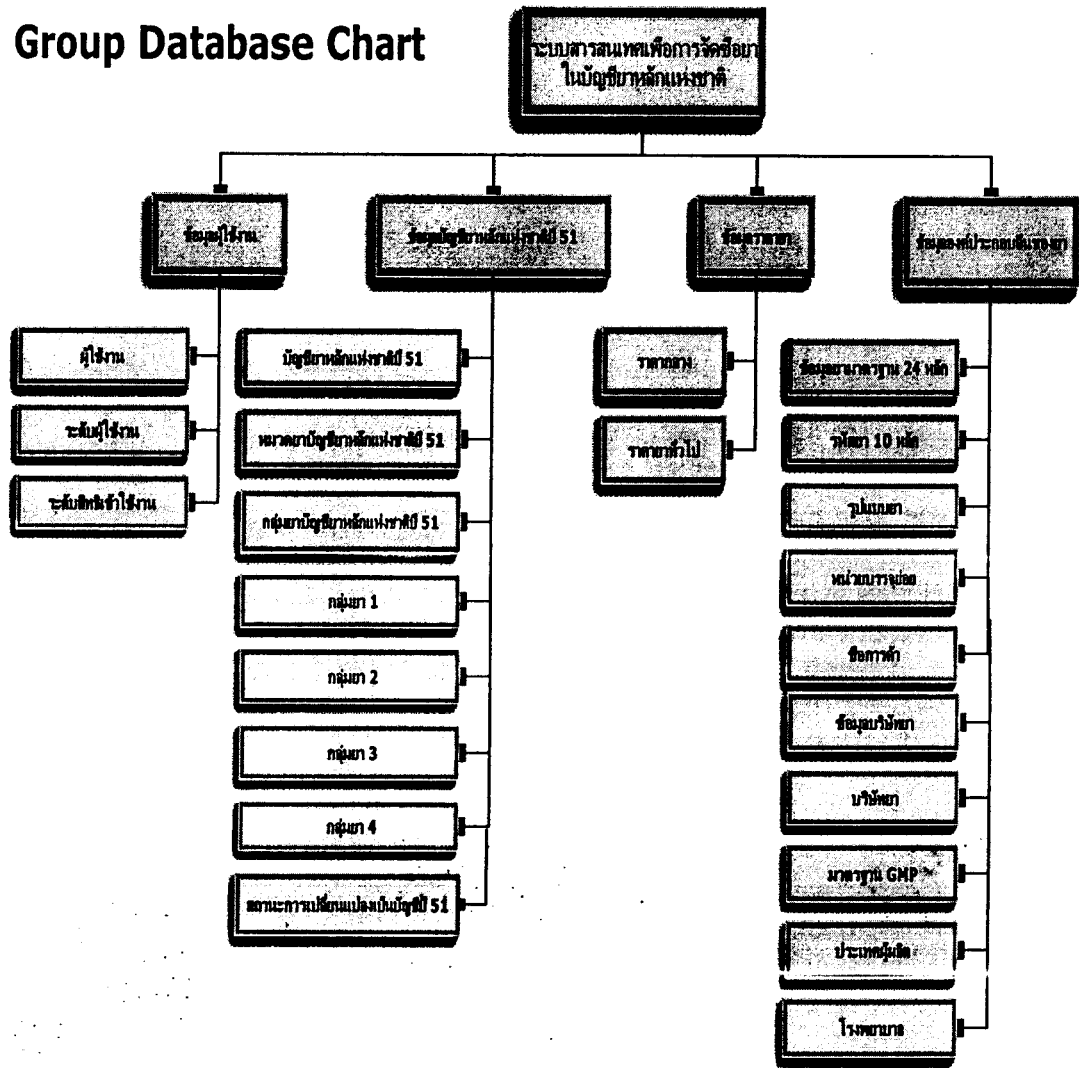 Group Database Chart
ระบบสารสนเทศเพื่อการจัดซื้อยา
ในบัญชียาหลักแห่งชาติ
ข้อมูลผู้ใช้งาน
ข้อมูลบัญชียาหลักแห่งชาติปี 51
ข้อมูลราคายา
ข้อมูลองค์ประกอบอื่นของยา
ผู้ใช้งาน
ระดับผู้ใช้งาน
ระดับสิทธิเข้าใช้งาน
บัญชียาหลักแห่งชาติปี 51
หมวดยาบัญชียาหลักแห่งชาติปี 51
กลุ่มยาบัญชียาหลักแห่งชาติปี 51
กลุ่มยา 1
กลุ่มยา 2
กลุ่มยา 3
กลุ่มยา 4
สถานะการเปลี่ยนแปลงเป็นบัญชีปี 51
ราคากลาง
ราคายาทั่วไป
ข้อมูลยามาตรฐาน 24 หลัก
รหัสยา 10 หลัก
รูปแบบยา
หน่วยบรรจุย่อย
ชื่อการค้า
ข้อมูลบริษัทยา
บริษัทยา
มาตรฐาน GMP
ประเทศผู้ผลิต
โรงพยาบาล